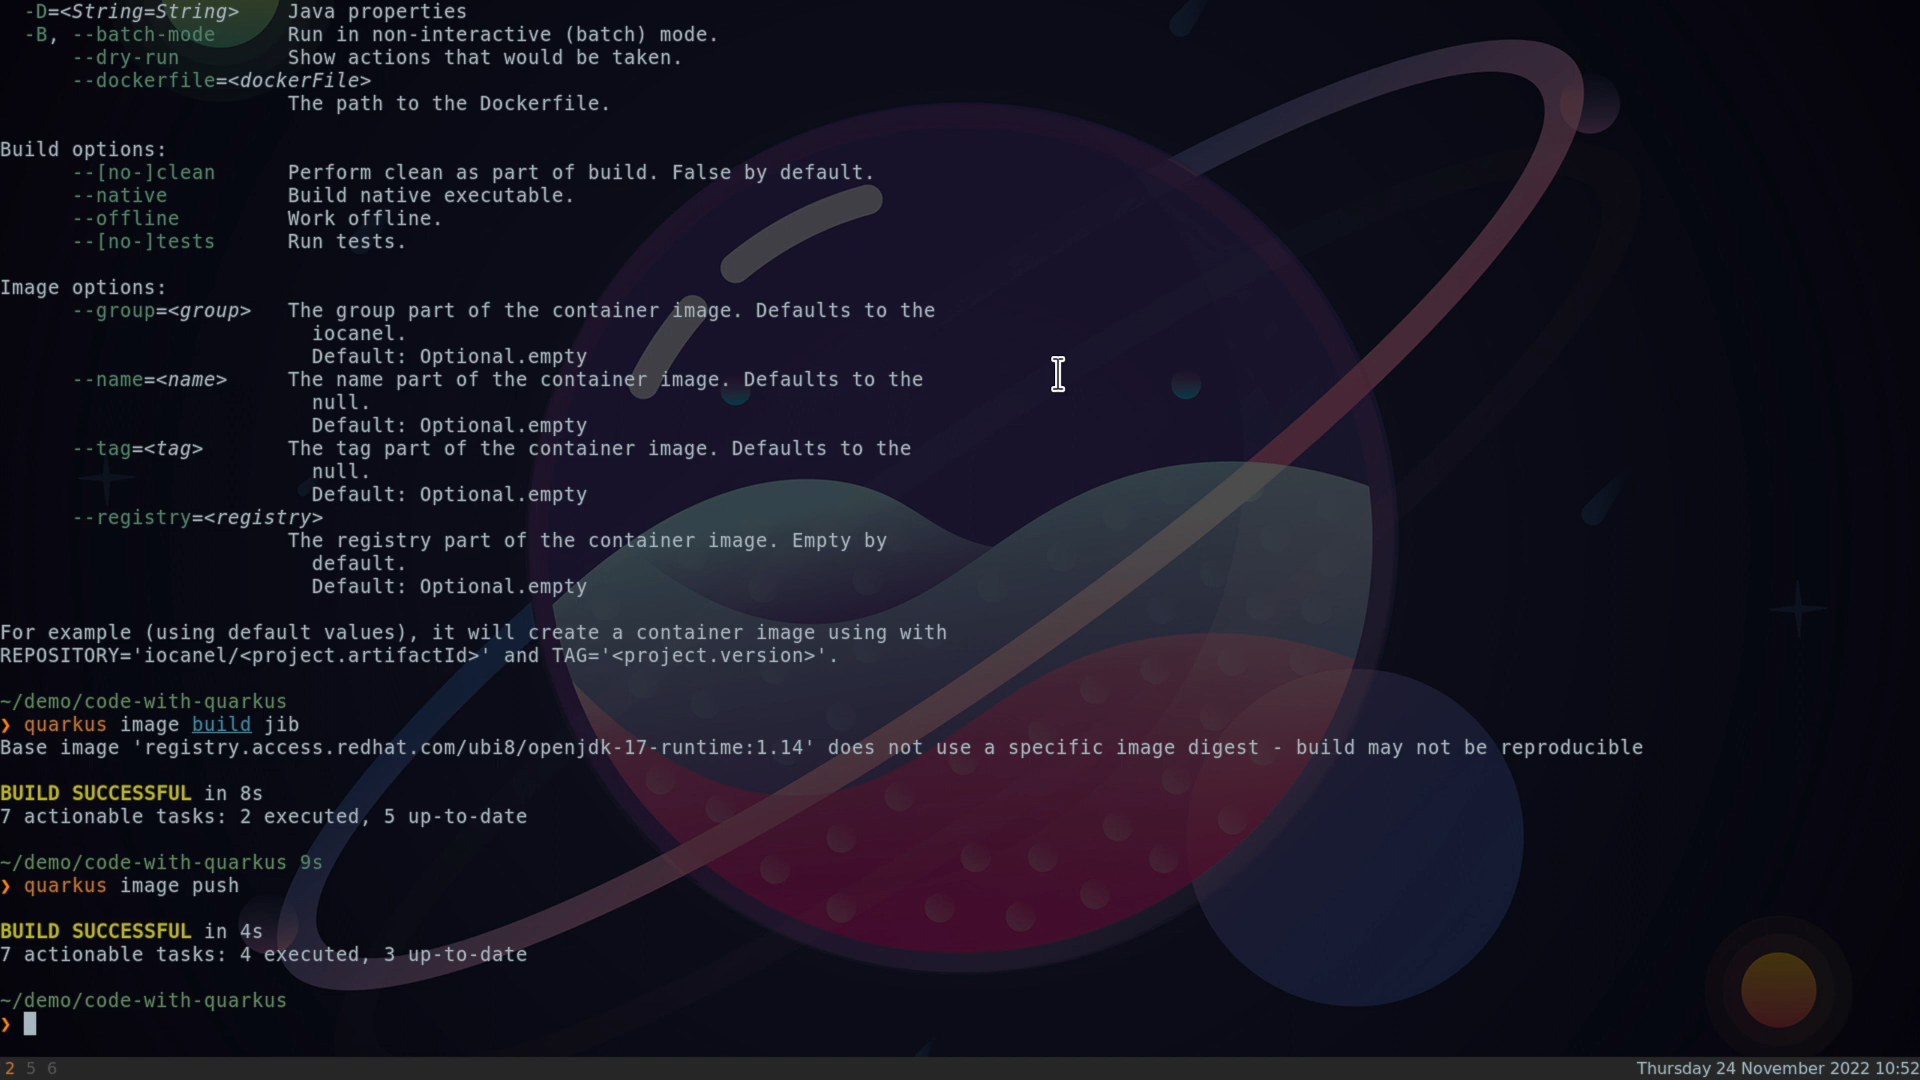 -D=<String=String>    Java properties
-B, --batch-mode      Run in non-interactive (batch) mode.
--dry-run         Show actions that would be taken.
--dockerfile=<dockerFile>
The path to the Dockerfile.
Build options:
--[no-]clean      Perform clean as part of build. False by default.
--native          Build native executable.
--offline         Work offline.
--[no-]tests      Run tests.
Image options:
--group=<group>   The group part of the container image. Defaults to the
iocanel.
Default: Optional.empty
--name=<name>     The name part of the container image. Defaults to the
null.
Default: Optional.empty
--tag=<tag>       The tag part of the container image. Defaults to the
null.
Default: Optional.empty
--registry=<registry>
The registry part of the container image. Empty by
default.
Default: Optional.empty
For example (using default values), it will create a container image using with
REPOSITORY='iocanel/<project.artifactId>' and TAG='<project.version>'.
~/demo/code-with-quarkus
❯ quarkus image build jib
Base image 'registry.access.redhat.com/ubi8/openjdk-17-runtime:1.14' does not use a specific image digest - build may not be reproducible
BUILD SUCCESSFUL in 8s
7 actionable tasks: 2 executed, 5 up-to-date
~/demo/code-with-quarkus 9s
❯ quarkus image push
BUILD SUCCESSFUL in 4s
7 actionable tasks: 4 executed, 3 up-to-date
~/demo/code-with-quarkus
❯
2 5 6 Thursday 24 November 2022 10:52